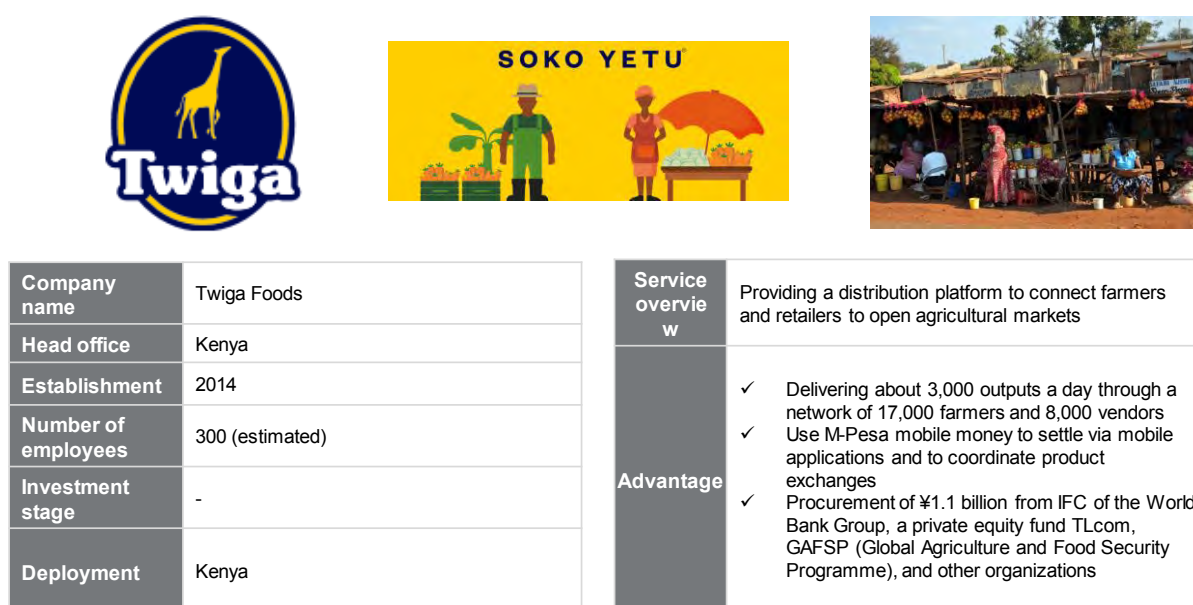 Twiga
SOKO YETU
Company
name
Twiga Foods
Head office
Kenya
Establishment
2014
Number of
employees
300 (estimated)
Investment
stage
-
Deployment
Kenya
Service
overvie
w
Providing a distribution platform to connect farmers
and retailers to open agricultural markets
Advantage
✓ Delivering about 3,000 outputs a day through a
network of 17,000 farmers and 8,000 vendors
✓ Use M-Pesa mobile money to settle via mobile
applications and to coordinate product
exchanges
✓ Procurement of ¥1.1 billion from IFC of the World
Bank Group, a private equity fund TLcom,
GAFSP (Global Agriculture and Food Security
Programme), and other organizations